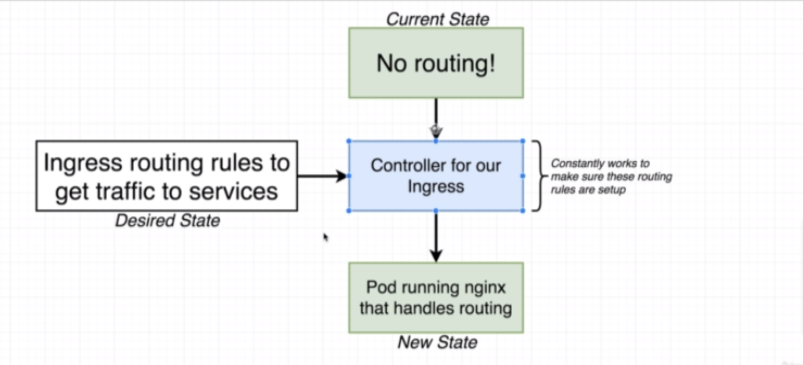 Current State
No routing!
Ingress routing rules to
get traffic to services
Desired State
Controller for our
Ingress
Constantly works to
make sure these routing
rules are setup
Pod running nginx
that handles routing
New State